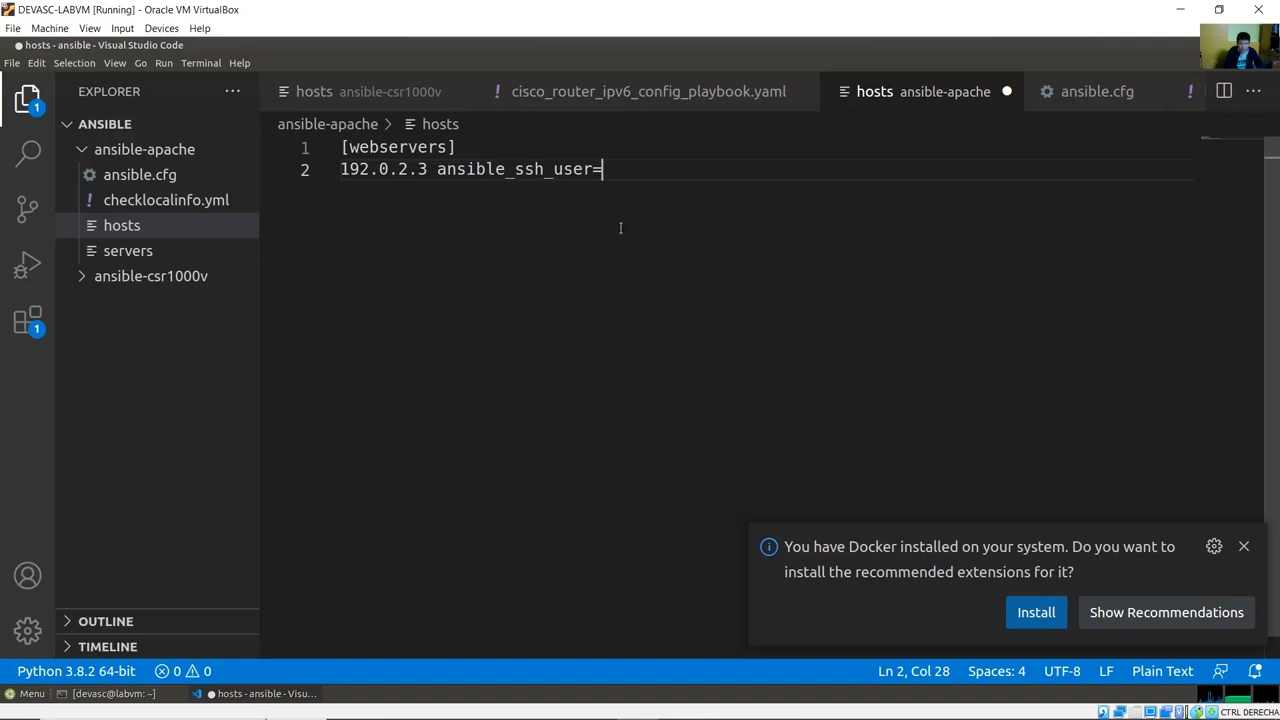 DEVASC-LABVM [Running] - Oracle VM VirtualBox
File Machine View Input Devices Help
● hosts - ansible - Visual Studio Code
File Edit Selection View Go Run Terminal Help
EXPLORER
hosts ansible-csr1000v
! cisco_router_ipv6_config_playbook.yaml
hosts ansible-apache ●
ansible.cfg
!
ANSIBLE
ansible-apache
ansible.cfg
! checklocalinfo.yml
hosts
servers
ansible-csr1000v
1
1
ansible-apache > hosts
1 [webservers]
2 192.0.2.3 ansible_ssh_user=
You have Docker installed on your system. Do you want to
install the recommended extensions for it?
Install Show Recommendations
OUTLINE
TIMELINE
Python 3.8.2 64-bit 0 0 Ln 2, Col 28 Spaces: 4 UTF-8 LF Plain Text
Menu [devasc@labvm: ~] ● hosts - ansible - Visu...
CTRL DERECHA